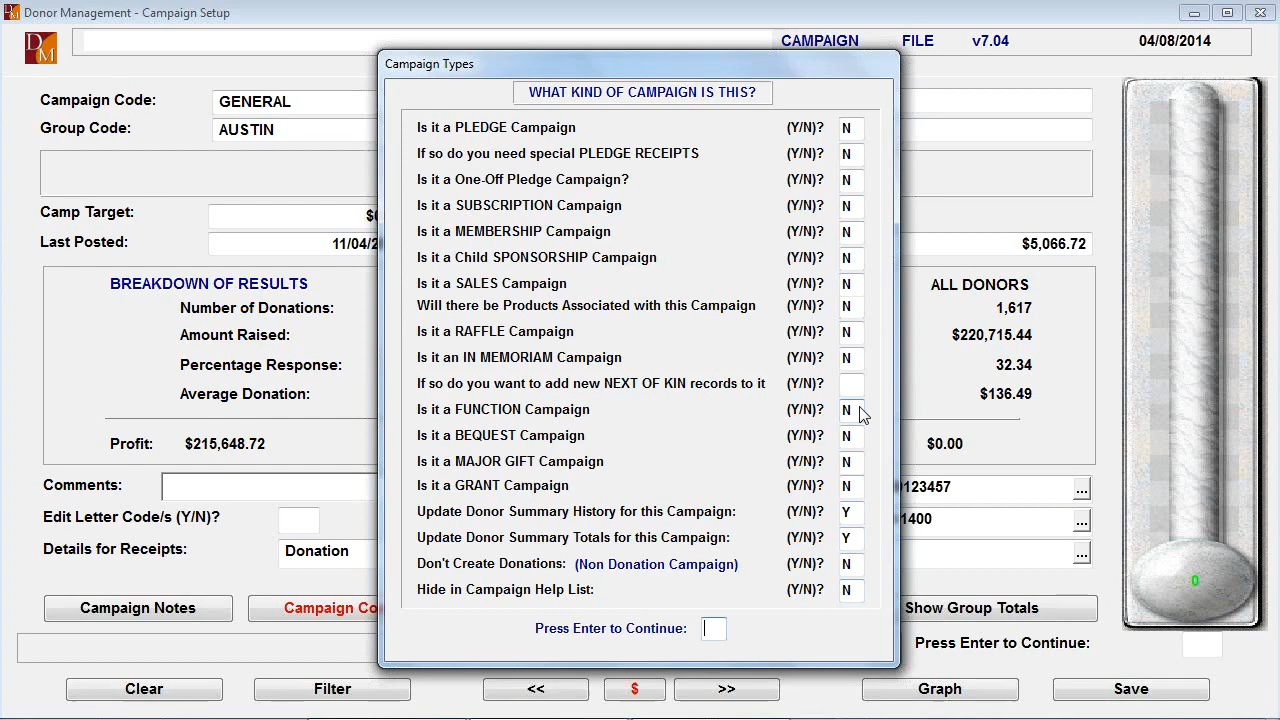 Donor Management - Campaign Setup
DM
CAMPAIGN FILE v7.04 04/08/2014
Campaign Code: GENERAL
Group Code: AUSTIN
Camp Target:
Last Posted: 11/04/2
$5,066.72
BREAKDOWN OF RESULTS
ALL DONORS
Number of Donations: 1,617
Amount Raised: $220,715.44
Percentage Response: 32.34
Average Donation: $136.49
Profit: $215,648.72 $0.00
Comments:
Edit Letter Code/s (Y/N)?
Details for Receipts: Donation
123457 ...
1400 ...
...
Campaign Notes
Campaign Co
Show Group Totals
Press Enter to Continue:
0
Clear Filter << $ >> Graph Save
Campaign Types
WHAT KIND OF CAMPAIGN IS THIS?
Is it a PLEDGE Campaign (Y/N)? N
If so do you need special PLEDGE RECEIPTS (Y/N)? N
Is it a One-Off Pledge Campaign? (Y/N)? N
Is it a SUBSCRIPTION Campaign (Y/N)? N
Is it a MEMBERSHIP Campaign (Y/N)? N
Is it a Child SPONSORSHIP Campaign (Y/N)? N
Is it a SALES Campaign (Y/N)? N
Will there be Products Associated with this Campaign (Y/N)? N
Is it a RAFFLE Campaign (Y/N)? N
Is it an IN MEMORIAM Campaign (Y/N)? N
If so do you want to add new NEXT OF KIN records to it (Y/N)?
Is it a FUNCTION Campaign (Y/N)? N
Is it a BEQUEST Campaign (Y/N)? N
Is it a MAJOR GIFT Campaign (Y/N)? N
Is it a GRANT Campaign (Y/N)? N
Update Donor Summary History for this Campaign: (Y/N)? Y
Update Donor Summary Totals for this Campaign: (Y/N)? Y
Don't Create Donations: (Non Donation Campaign) (Y/N)? N
Hide in Campaign Help List: (Y/N)? N
Press Enter to Continue: